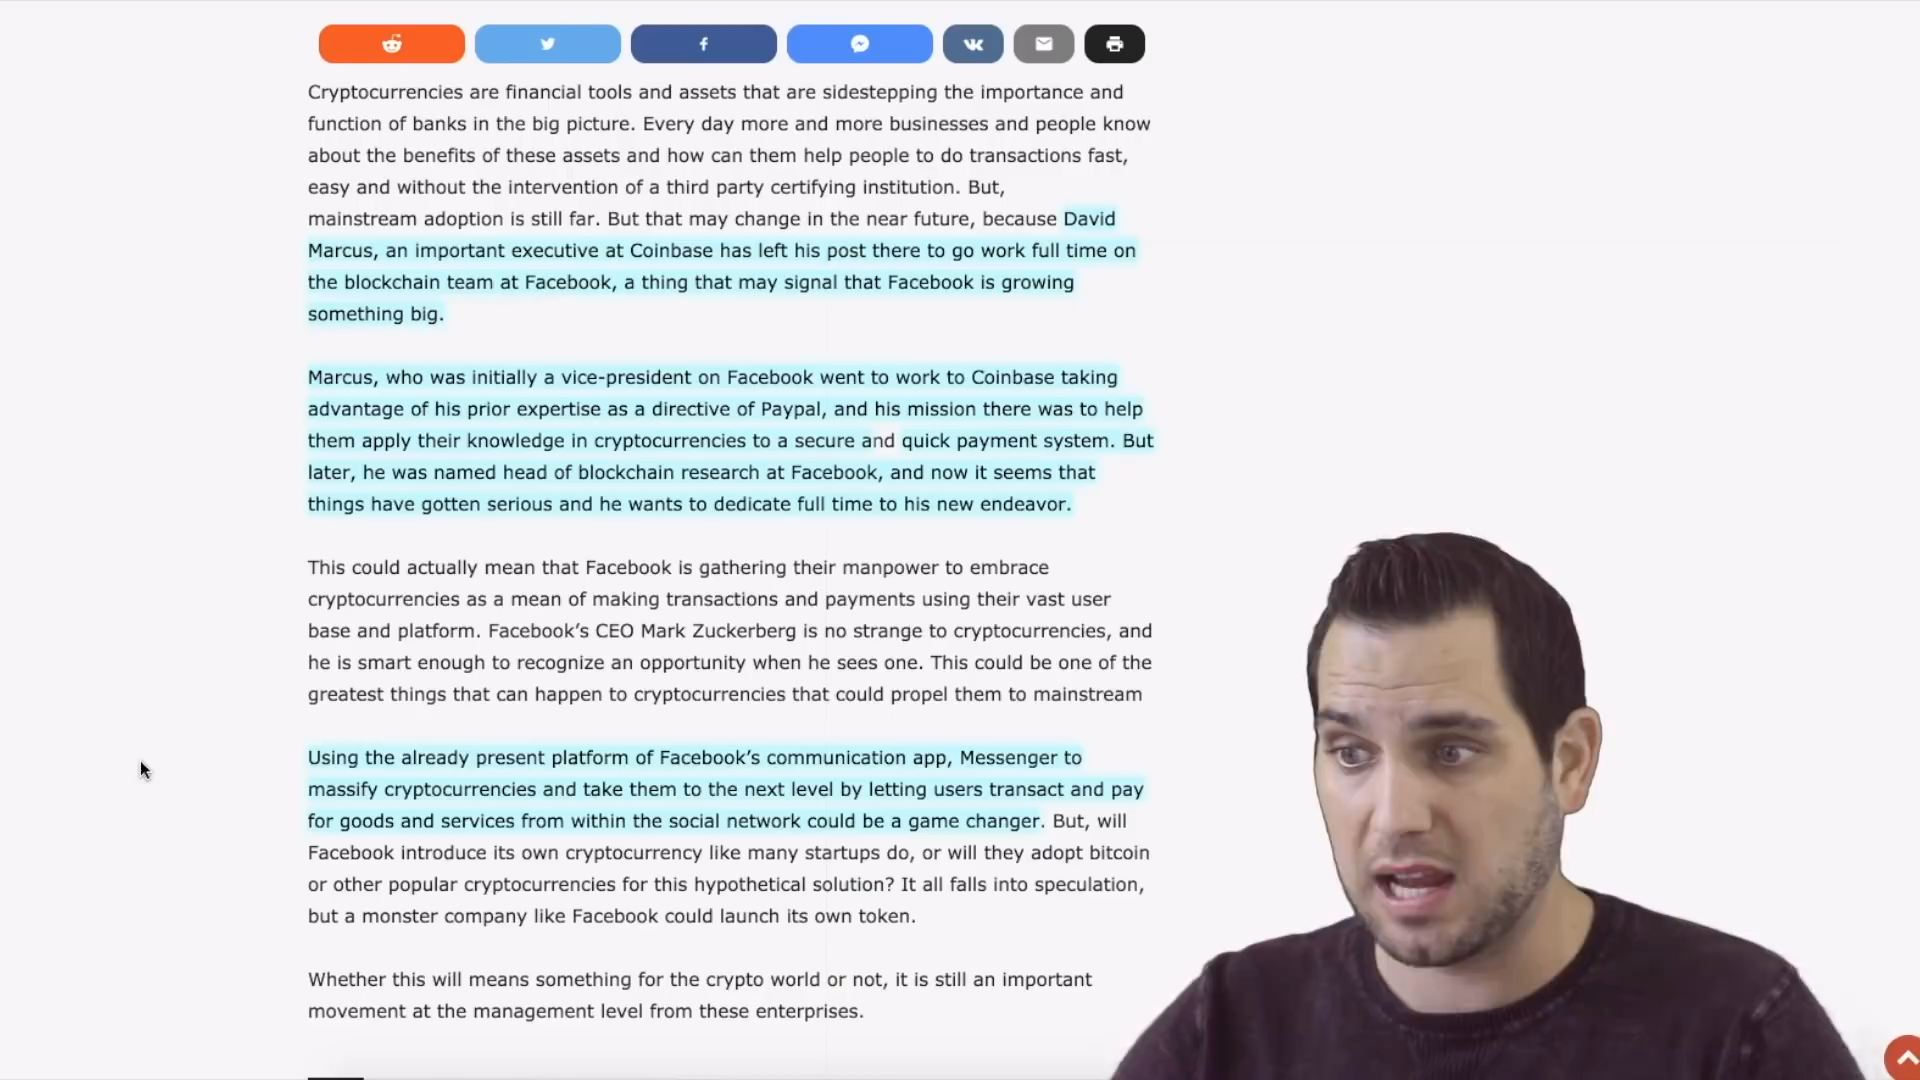 Cryptocurrencies are financial tools and assets that are sidestepping the importance and
function of banks in the big picture. Every day more and more businesses and people know
about the benefits of these assets and how can them help people to do transactions fast,
easy and without the intervention of a third party certifying institution. But,
mainstream adoption is still far. But that may change in the near future, because David
Marcus, an important executive at Coinbase has left his post there to go work full time on
the blockchain team at Facebook, a thing that may signal that Facebook is growing
something big.
Marcus, who was initially a vice-president on Facebook went to work to Coinbase taking
advantage of his prior expertise as a directive of Paypal, and his mission there was to help
them apply their knowledge in cryptocurrencies to a secure and quick payment system. But
later, he was named head of blockchain research at Facebook, and now it seems that
things have gotten serious and he wants to dedicate full time to his new endeavor.
This could actually mean that Facebook is gathering their manpower to embrace
cryptocurrencies as a mean of making transactions and payments using their vast user
base and platform. Facebook’s CEO Mark Zuckerberg is no strange to cryptocurrencies, and
he is smart enough to recognize an opportunity when he sees one. This could be one of the
greatest things that can happen to cryptocurrencies that could propel them to mainstream
Using the already present platform of Facebook’s communication app, Messenger to
massify cryptocurrencies and take them to the next level by letting users transact and pay
for goods and services from within the social network could be a game changer. But, will
Facebook introduce its own cryptocurrency like many startups do, or will they adopt bitcoin
or other popular cryptocurrencies for this hypothetical solution? It all falls into speculation,
but a monster company like Facebook could launch its own token.
Whether this will means something for the crypto world or not, it is still an important
movement at the management level from these enterprises.